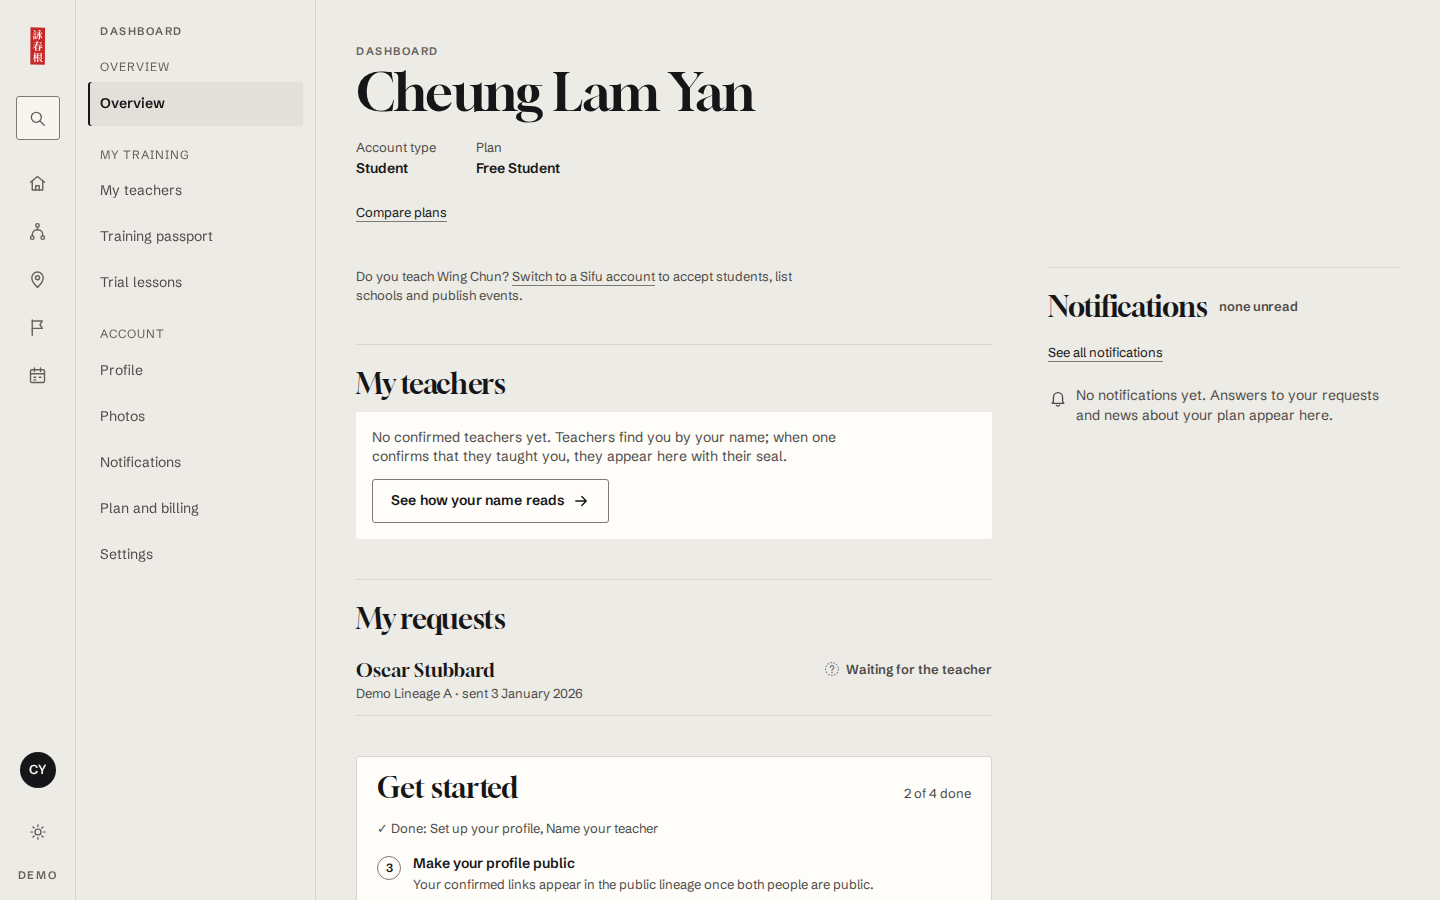 詠春根
DEMO
CY
DASHBOARD
OVERVIEW
Overview
MY TRAINING
My teachers
Training passport
Trial lessons
ACCOUNT
Profile
Photos
Notifications
Plan and billing
Settings
DASHBOARD
Cheung Lam Yan
Account type
Student
Plan
Free Student
Compare plans
Do you teach Wing Chun? Switch to a Sifu account to accept students, list
schools and publish events.
My teachers
No confirmed teachers yet. Teachers find you by your name; when one
confirms that they taught you, they appear here with their seal.
See how your name reads →
My requests
Oscar Stubbard
Waiting for the teacher
Demo Lineage A · sent 3 January 2026
Get started
2 of 4 done
✓ Done: Set up your profile, Name your teacher
3
Make your profile public
Your confirmed links appear in the public lineage once both people are public.
Notifications none unread
See all notifications
No notifications yet. Answers to your requests
and news about your plan appear here.